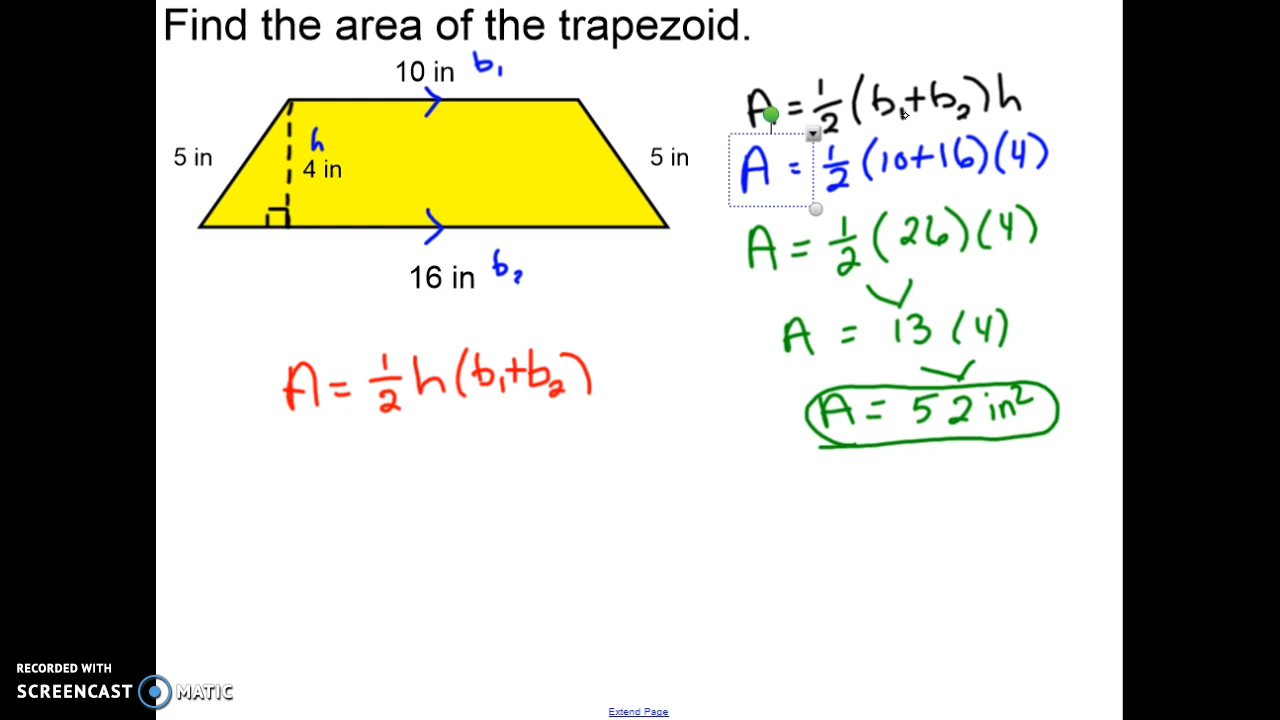 Find the area of the trapezoid.
10 in b₁
5 in
h
4 in
5 in
16 in b₂
A = ½ (b₁+b₂)h
A = ½ (10+16)(4)
A = ½ (26)(4)
A = 13 (4)
A = 52 in²
A = ½ h(b₁+b₂)
RECORDED WITH
SCREENCAST MATIC
Extend Page